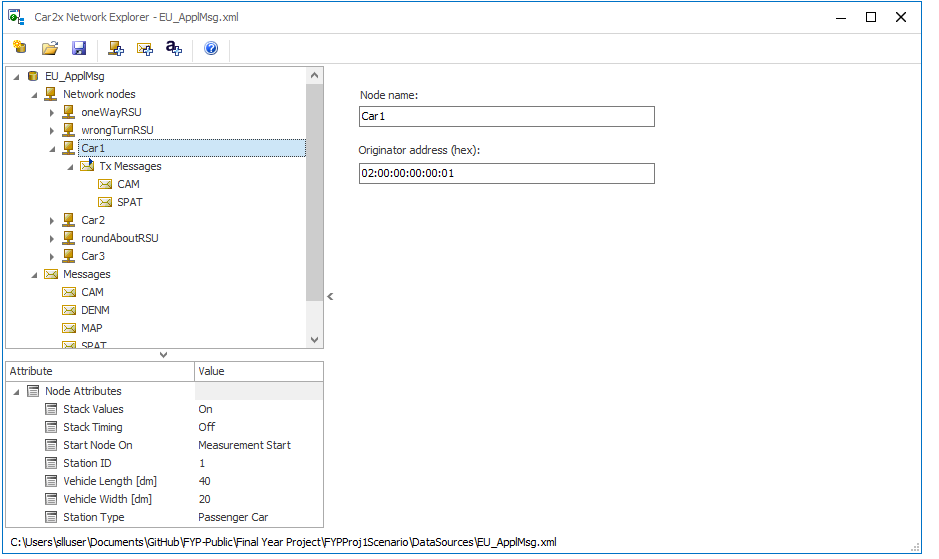 Car2x Network Explorer - EU_ApplMsg.xml
EU_ApplMsg
Network nodes
oneWayRSU
wrongTurnRSU
Car1
Tx Messages
CAM
SPAT
Car2
roundAboutRSU
Car3
Messages
CAM
DENM
MAP
SPAT
Node name:
Car1
Originator address (hex):
02:00:00:00:00:01
Attribute Value
Node Attributes
Stack Values On
Stack Timing Off
Start Node On Measurement Start
Station ID 1
Vehicle Length [dm] 40
Vehicle Width [dm] 20
Station Type Passenger Car
C:\Users\slluser\Documents\GitHub\FYP-Public\Final Year Project\FYPProj1Scenario\DataSources\EU_ApplMsg.xml